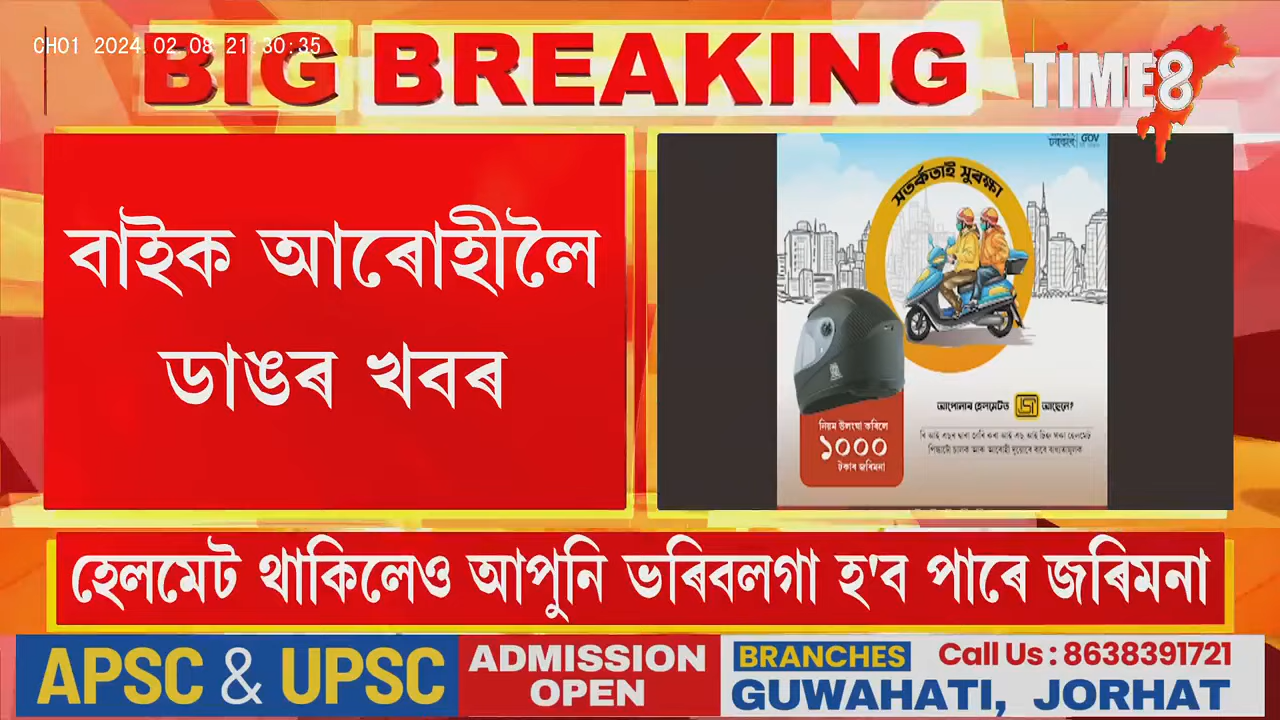 CH01 2024.02.08 21:30:35
BIG BREAKING
TIME8
বাইক আৰোহীলৈ
ডাঙৰ খবৰ
GOV
সতৰ্কতাই সুৰক্ষা
আপোনাৰ হেলমেটত ISI আছেনে?
নিয়ম উলংঘা কৰিলে
১০০০
টকাৰ জৰিমনা
হেলমেট থাকিলেও আপুনি ভৰিবলগা হ'ব পাৰে জৰিমনা
APSC & UPSC
ADMISSION
OPEN
BRANCHES
Call Us : 8638391721
GUWAHATI, JORHAT